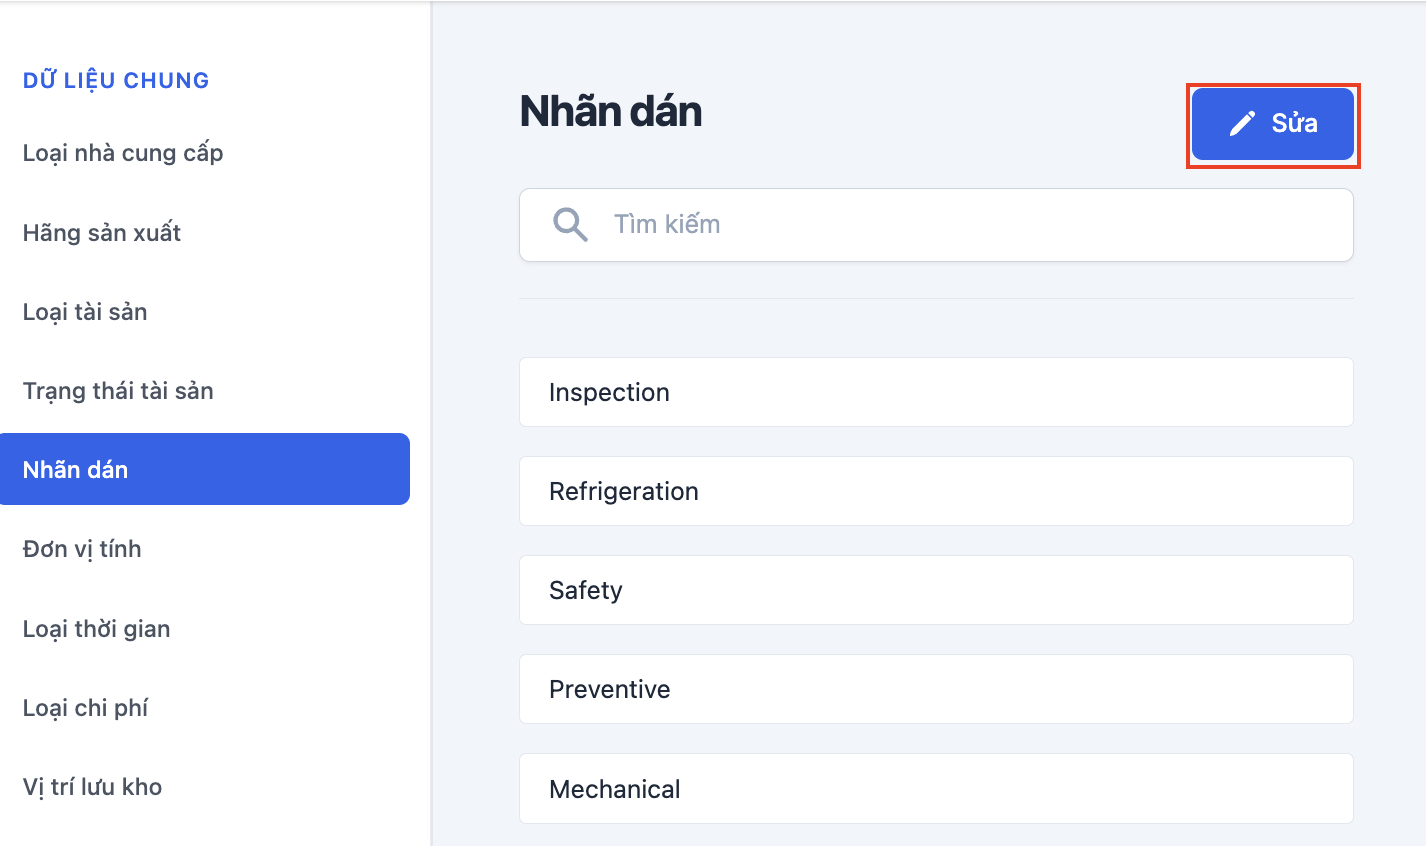 DỮ LIỆU CHUNG
Loại nhà cung cấp
Hãng sản xuất
Loại tài sản
Trạng thái tài sản
Nhãn dán
Đơn vị tính
Loại thời gian
Loại chi phí
Vị trí lưu kho
Nhãn dán
Sửa
Tìm kiếm
Inspection
Refrigeration
Safety
Preventive
Mechanical